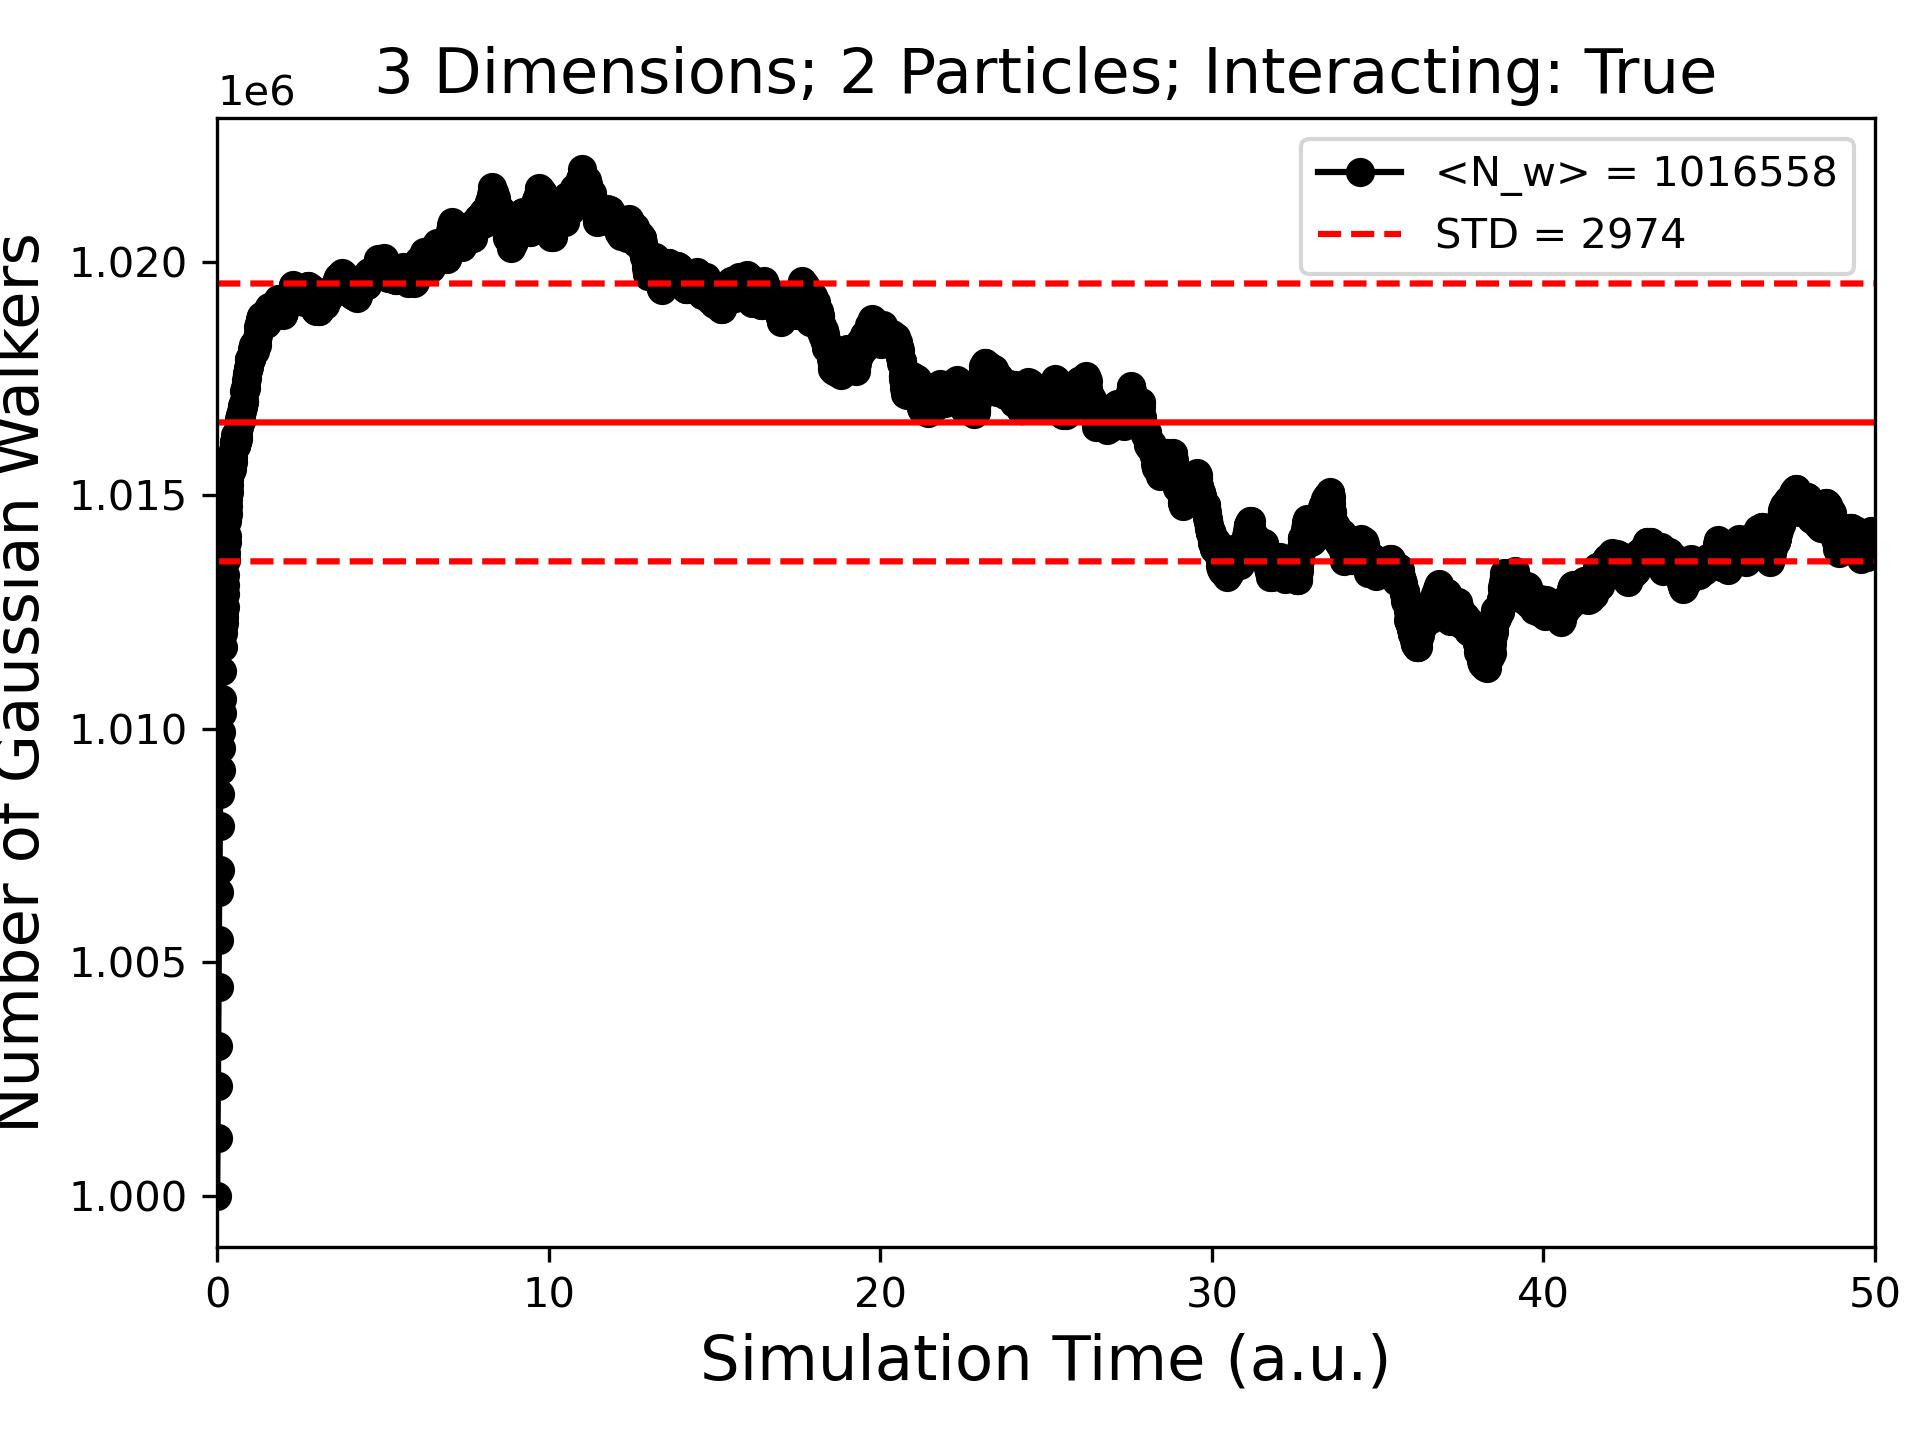 3 Dimensions; 2 Particles; Interacting: True
1e6
<N_w> = 1016558
STD = 2974
Number of Gaussian Walkers
1.020
1.015
1.010
1.005
1.000
0 10 20 30 40 50
Simulation Time (a.u.)